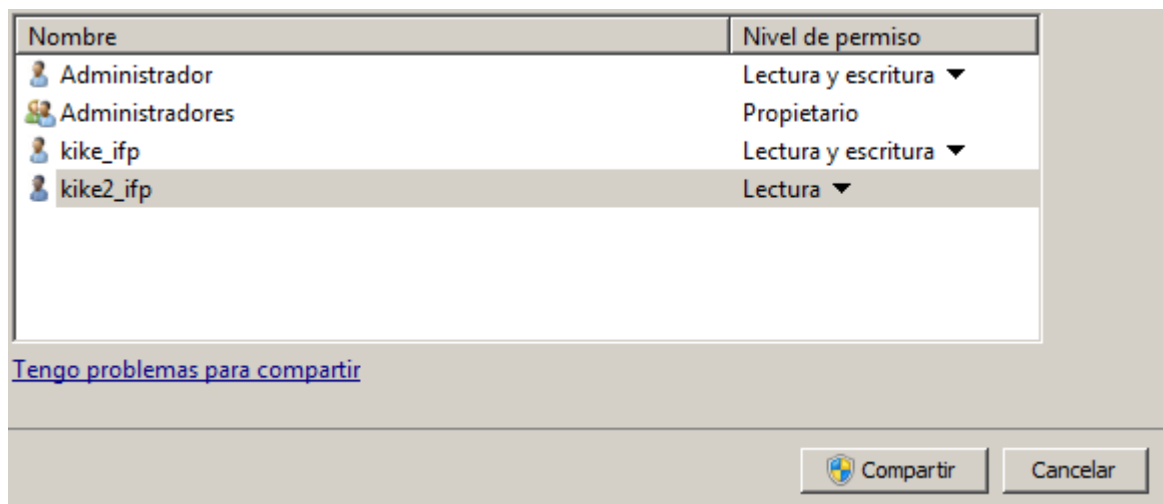 Nombre Nivel de permiso
Administrador Lectura y escritura
Administradores Propietario
kike_ifp Lectura y escritura
kike2_ifp Lectura
Tengo problemas para compartir
Compartir Cancelar